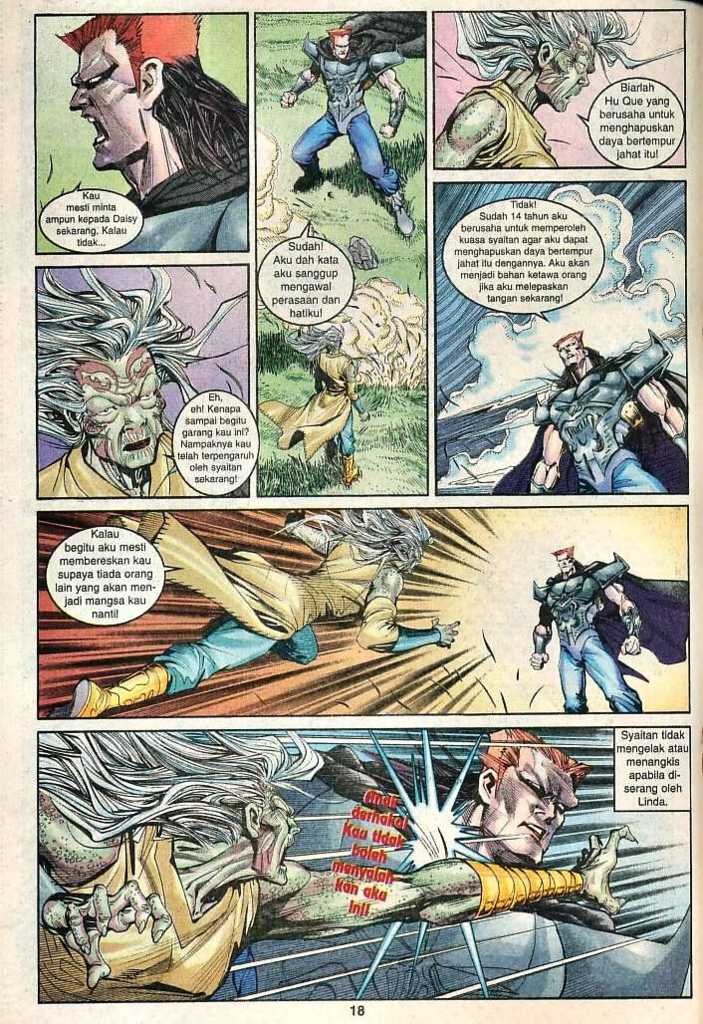 Kau
mesti minta
ampun kepada Daisy
sekarang. Kalau
tidak...
Sudah!
Aku dah kata
aku sanggup
mengawal
perasaan dan
hatiku!
Biarlah
Hu Que yang
berusaha untuk
menghapuskan
daya bertempur
jahat itu!
Tidak!
Sudah 14 tahun aku
berusaha untuk memperoleh
kuasa syaitan agar aku dapat
menghapuskan daya bertempur
jahat itu dengannya. Aku akan
menjadi bahan ketawa orang
jika aku melepaskan
tangan sekarang!
Eh,
eh! Kenapa
sampai begitu
garang kau ini?
Nampaknya kau
telah terpengaruh
oleh syaitan
sekarang!
Kalau
begitu aku mesti
membereskan kau
supaya tiada orang
lain yang akan men-
jadi mangsa kau
nanti!
Syaitan tidak
mengelak atau
menangkis
apabila di-
serang oleh
Linda.
Anak
derhaka!
Kau tidak
boleh
menyalah
kan aku
ini!
18